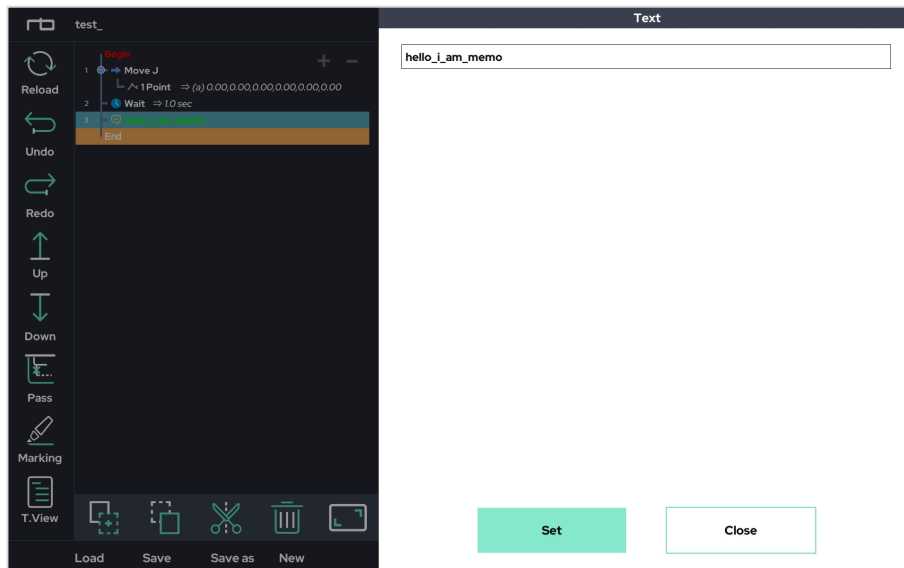 test_
Text
Reload
Undo
Redo
Up
Down
Pass
Marking
T.View
Begin
1 Move J
1 Point ⇒ (a) 0.00,0.00,0.00,0.00,0.00,0.00
2 Wait ⇒ 1.0 sec
3 hello_i_am_memo
End
Load Save Save as New
hello_i_am_memo
Set Close